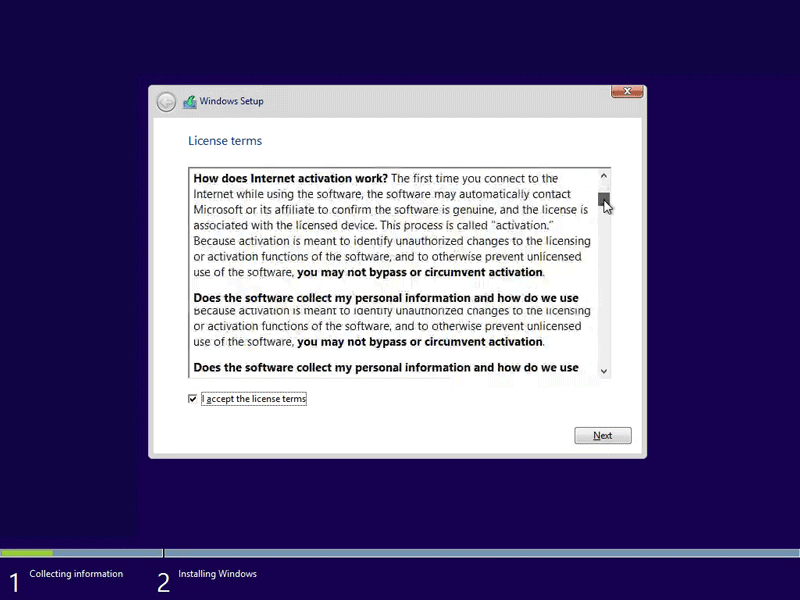 Windows Setup
License terms
How does Internet activation work? The first time you connect to the
Internet while using the software, the software may automatically contact
Microsoft or its affiliate to confirm the software is genuine, and the license is
associated with the licensed device. This process is called "activation."
Because activation is meant to identify unauthorized changes to the licensing
or activation functions of the software, and to otherwise prevent unlicensed
use of the software, you may not bypass or circumvent activation.
Does the software collect my personal information and how do we use
Because activation is meant to identify unauthorized changes to the licensing
or activation functions of the software, and to otherwise prevent unlicensed
use of the software, you may not bypass or circumvent activation.
Does the software collect my personal information and how do we use
I accept the license terms
Next
1 Collecting information
2 Installing Windows